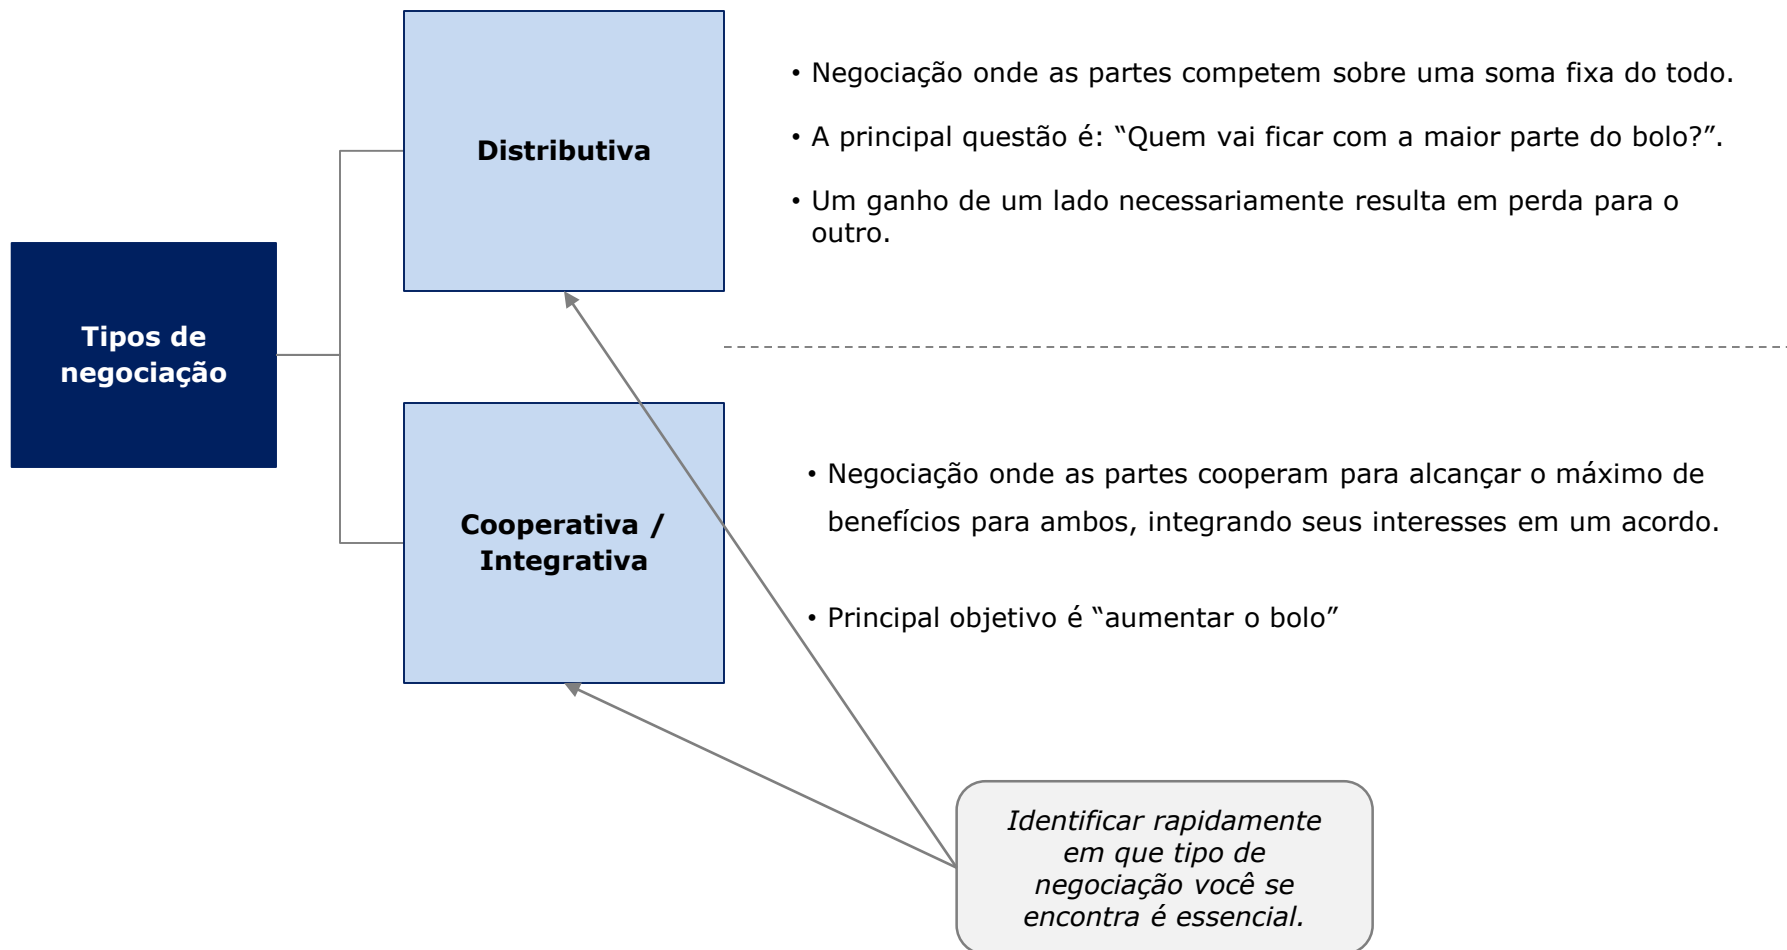 Tipos de
negociação
Distributiva
• Negociação onde as partes competem sobre uma soma fixa do todo.
• A principal questão é: “Quem vai ficar com a maior parte do bolo?”.
• Um ganho de um lado necessariamente resulta em perda para o
outro.
Cooperativa /
Integrativa
• Negociação onde as partes cooperam para alcançar o máximo de
benefícios para ambos, integrando seus interesses em um acordo.
• Principal objetivo é “aumentar o bolo”
Identificar rapidamente
em que tipo de
negociação você se
encontra é essencial.